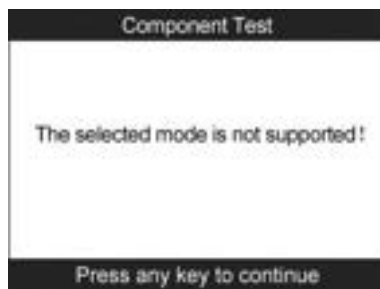 Component Test
The selected mode is not supported!
Press any key to continue